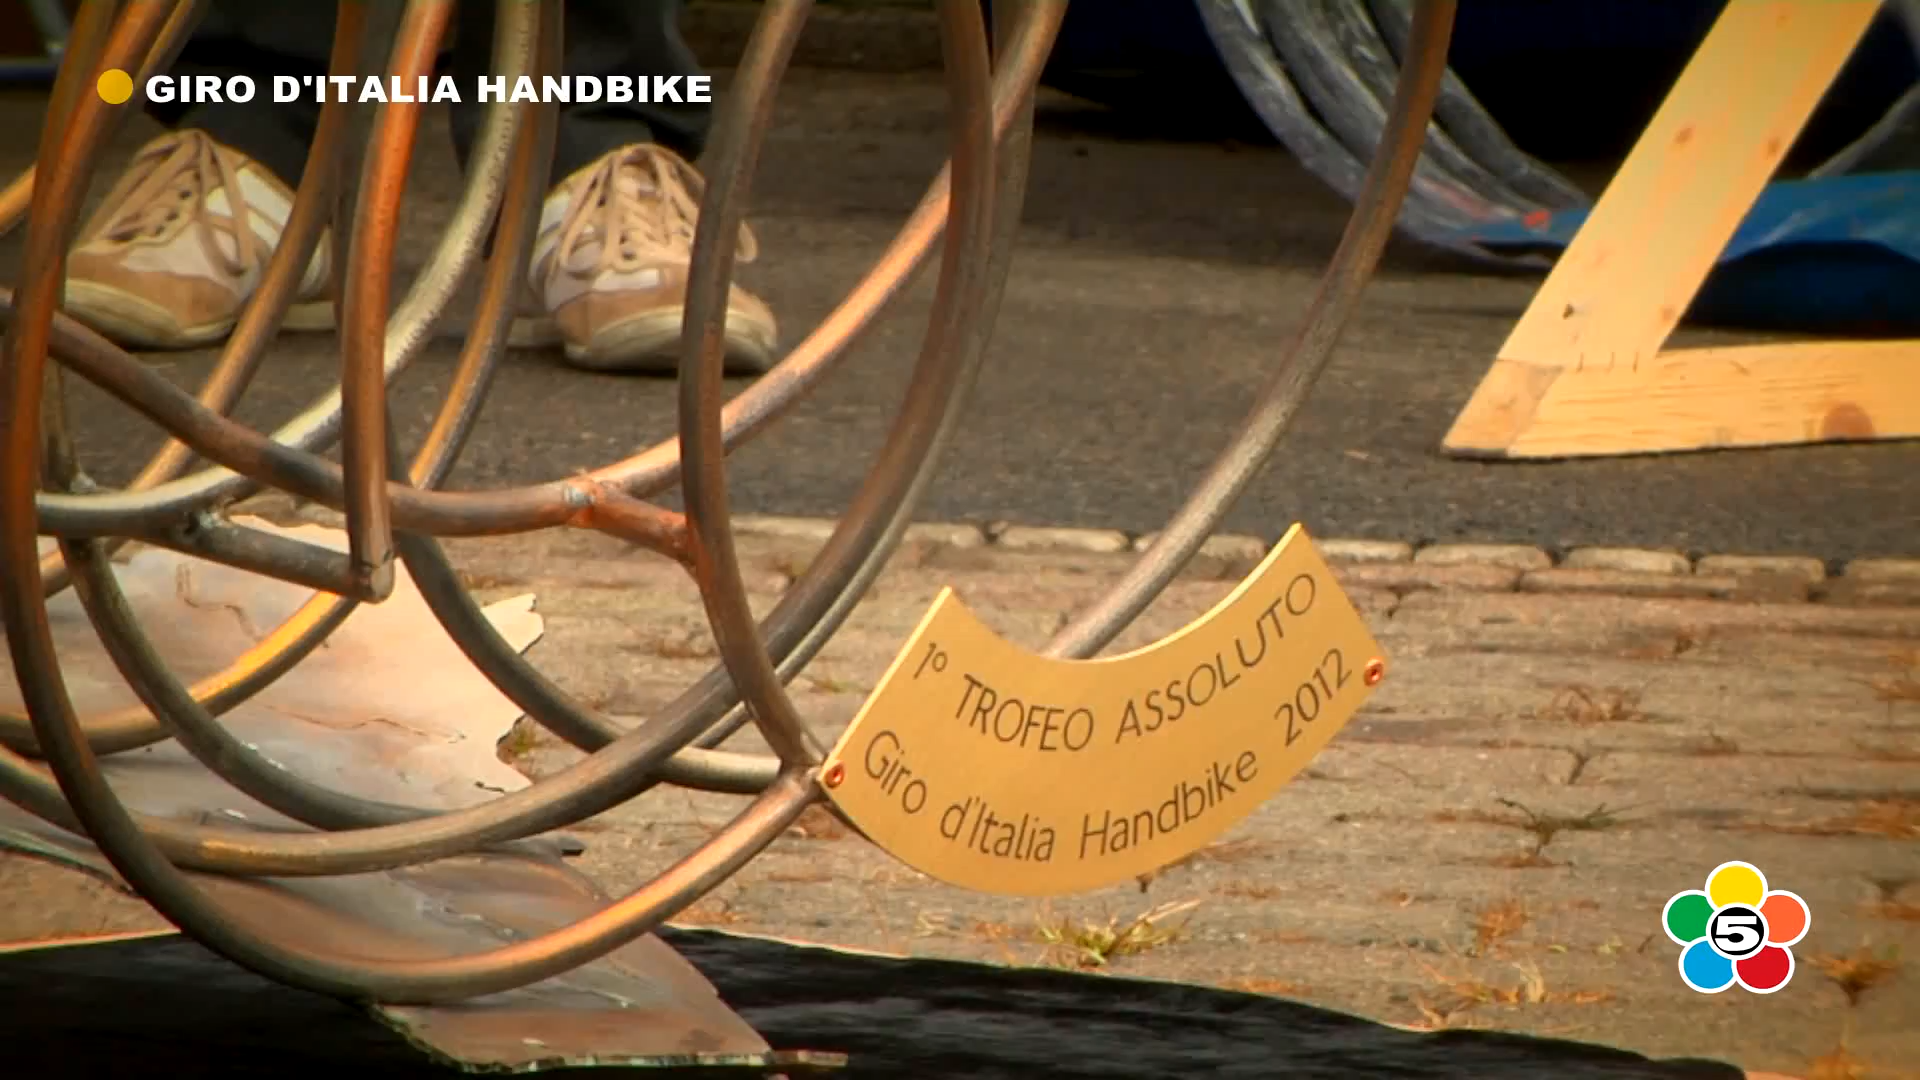 GIRO D'ITALIA HANDBIKE
1° TROFEO ASSOLUTO
Giro d'Italia Handbike 2012
5